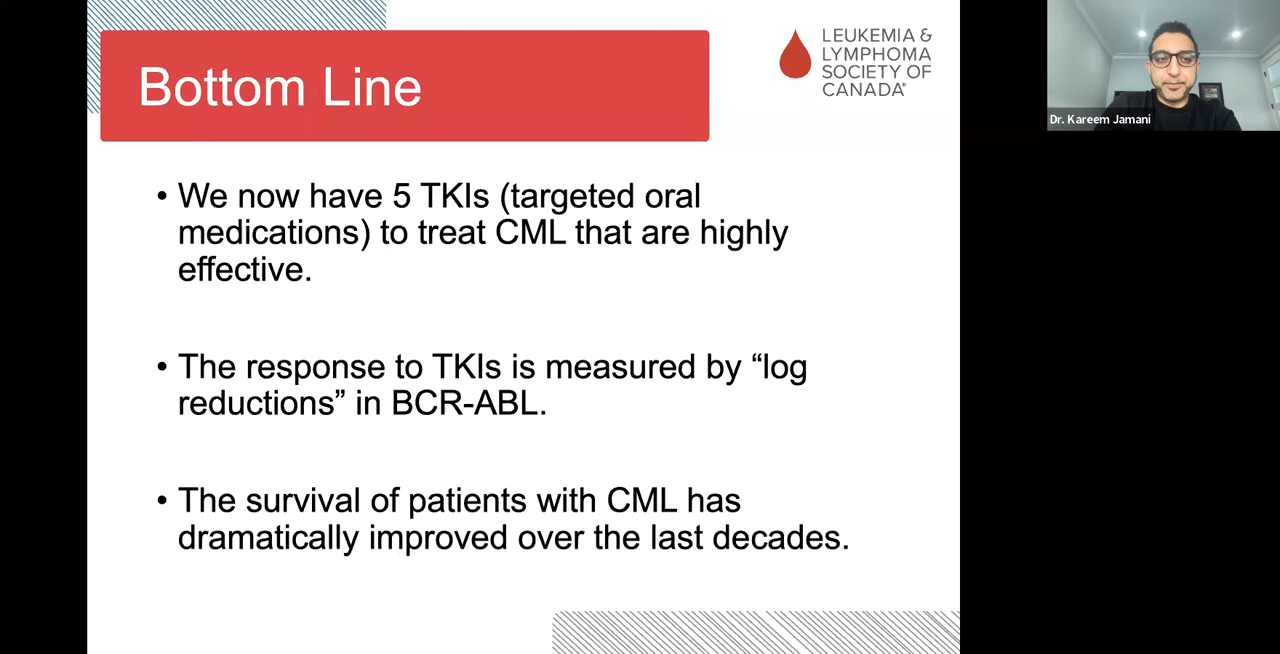 Bottom Line
LEUKEMIA &
LYMPHOMA
SOCIETY OF
CANADA®
Dr. Kareem Jamani
• We now have 5 TKIs (targeted oral
medications) to treat CML that are highly
effective.
• The response to TKIs is measured by “log
reductions” in BCR-ABL.
• The survival of patients with CML has
dramatically improved over the last decades.